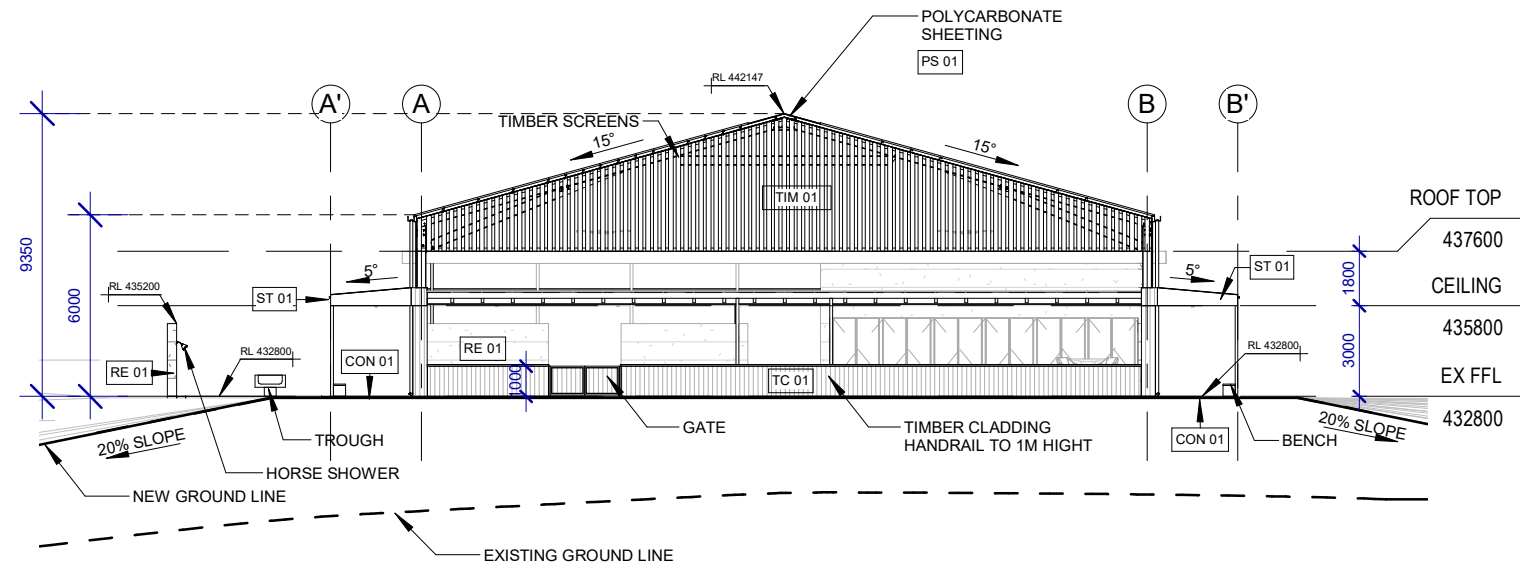 POLYCARBONATE
SHEETING
PS 01
RL 442147
A'
A
B
B'
TIMBER SCREENS
15°
15°
TIM 01
ROOF TOP
437600
9350
6000
5°
5°
ST 01
ST 01
1800
CEILING
435800
RL 435200
RL 432800
CON 01
RE 01
RE 01
1000
TC 01
RL 432800
3000
EX FFL
432800
20% SLOPE
TROUGH
GATE
TIMBER CLADDING
HANDRAIL TO 1M HIGHT
CON 01
BENCH
20% SLOPE
HORSE SHOWER
NEW GROUND LINE
EXISTING GROUND LINE